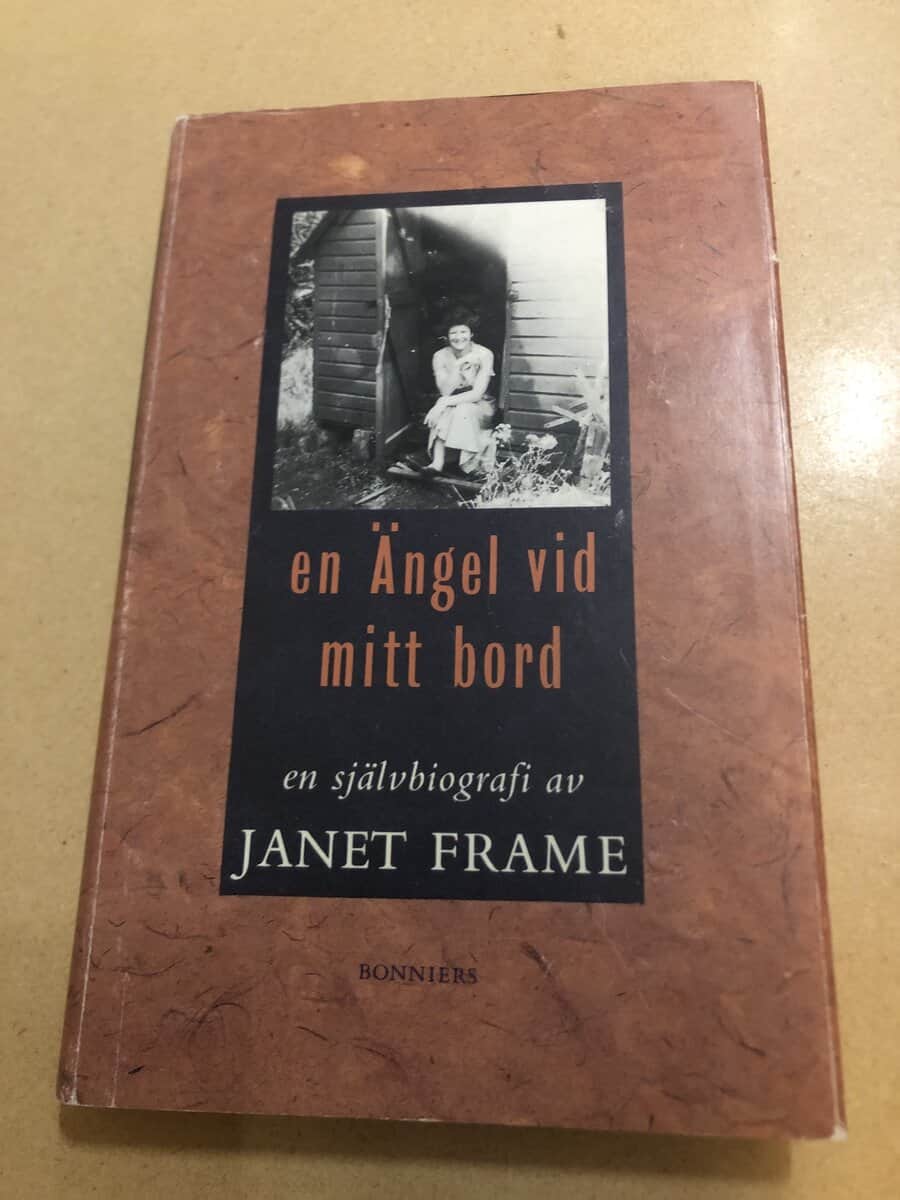 en Ängel vid
mitt bord
en självbiografi av
JANET FRAME
BONNIERS